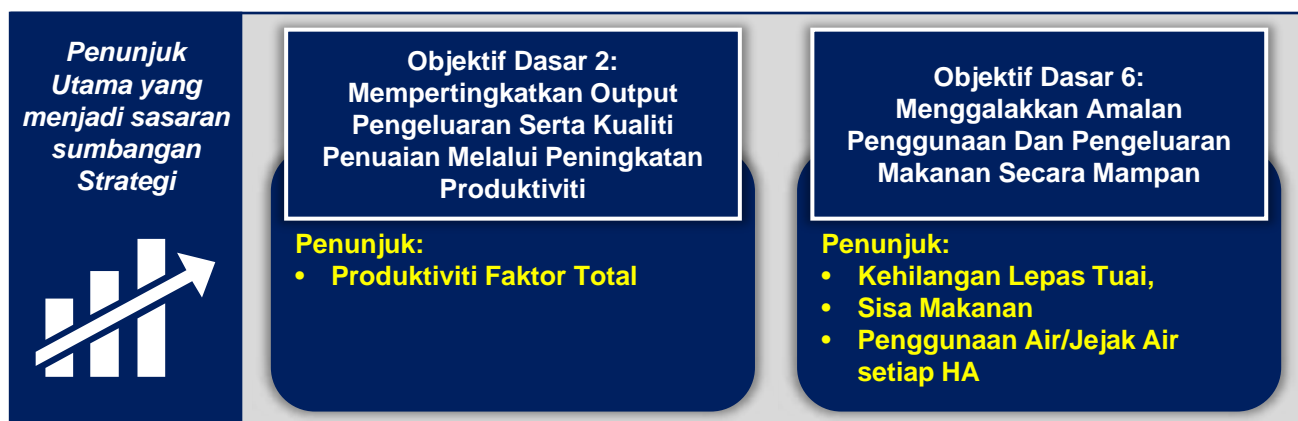 Penunjuk
Utama yang
menjadi sasaran
sumbangan
Strategi
Objektif Dasar 2:
Mempertingkatkan Output
Pengeluaran Serta Kualiti
Penuaian Melalui Peningkatan
Produktiviti
Penunjuk:
• Produktiviti Faktor Total
Objektif Dasar 6:
Menggalakkan Amalan
Penggunaan Dan Pengeluaran
Makanan Secara Mampan
Penunjuk:
• Kehilangan Lepas Tuai,
• Sisa Makanan
• Penggunaan Air/Jejak Air
setiap HA